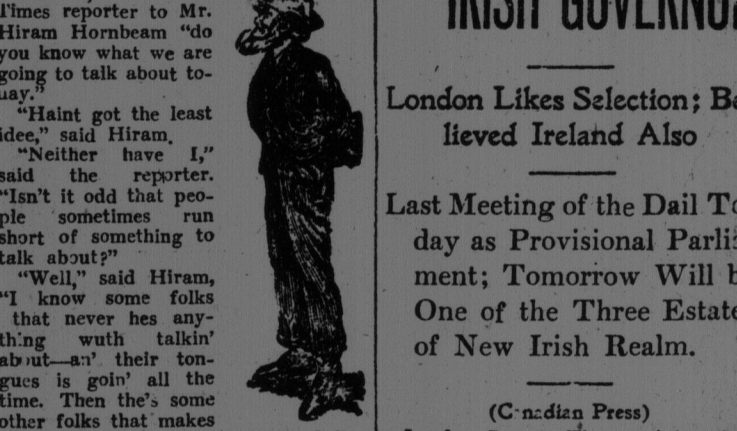 Times reporter to Mr.
Hiram Hornbeam "do
you know what we are
going to talk about to-
day."
"Haint got the least
idee," said Hiram.
"Neither have I,"
said the reporter.
"Isn't it odd that peo-
ple sometimes run
short of something to
talk about?"
"Well," said Hiram,
"I know some folks
that never hes any-
thing wuth talkin'
about—an' their ton-
gues is goin' all the
time. Then the's some
other folks that makes
IRISH GOVERNO
London Likes Selection; Be
lieved Ireland Also
Last Meeting of the Dail To
day as Provisional Parli
ment; Tomorrow Will b
One of the Three Estate
of New Irish Realm.
(Canadian Press)